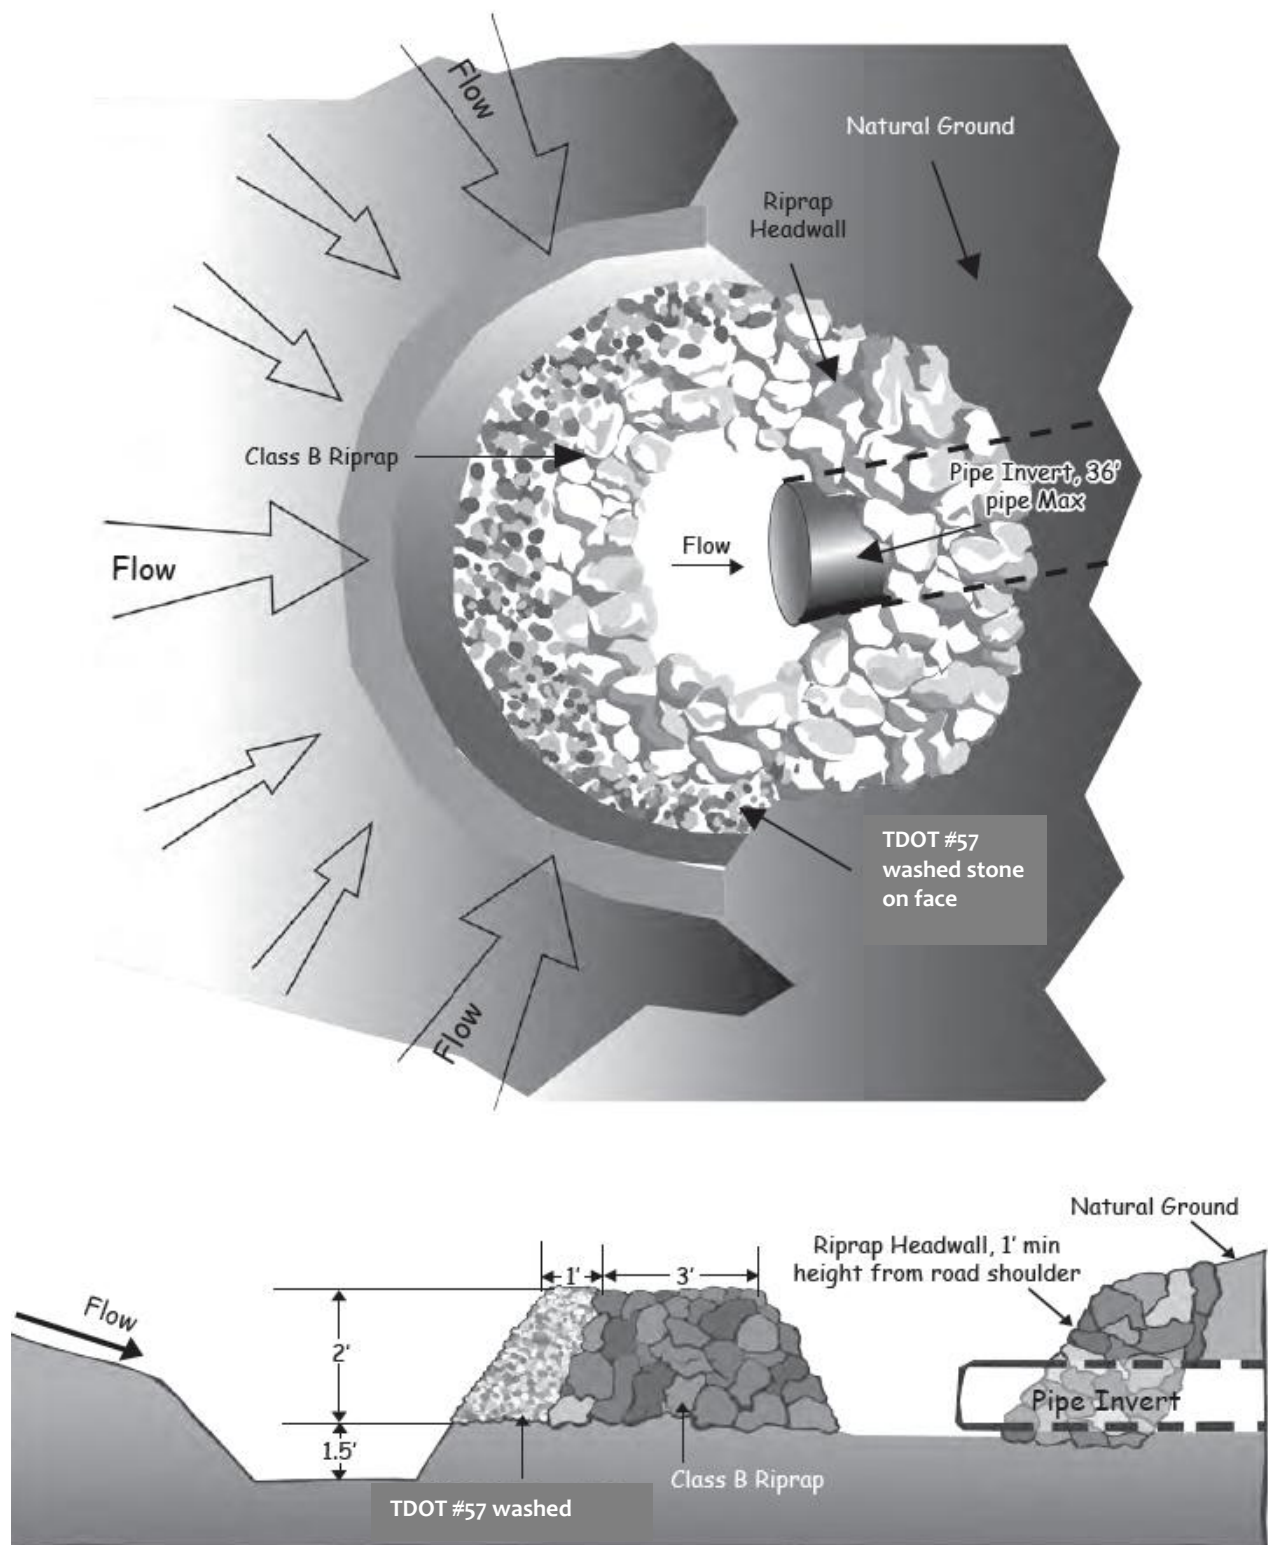 Flow
Natural Ground
Riprap
Headwall
Class B Riprap
Pipe Invert, 36'
pipe Max
Flow
Flow
TDOT #57
washed stone
on face
Flow
Natural Ground
Riprap Headwall, 1' min
height from road shoulder
1'
3'
Flow
2'
Pipe Invert
1.5'
Class B Riprap
TDOT #57 washed